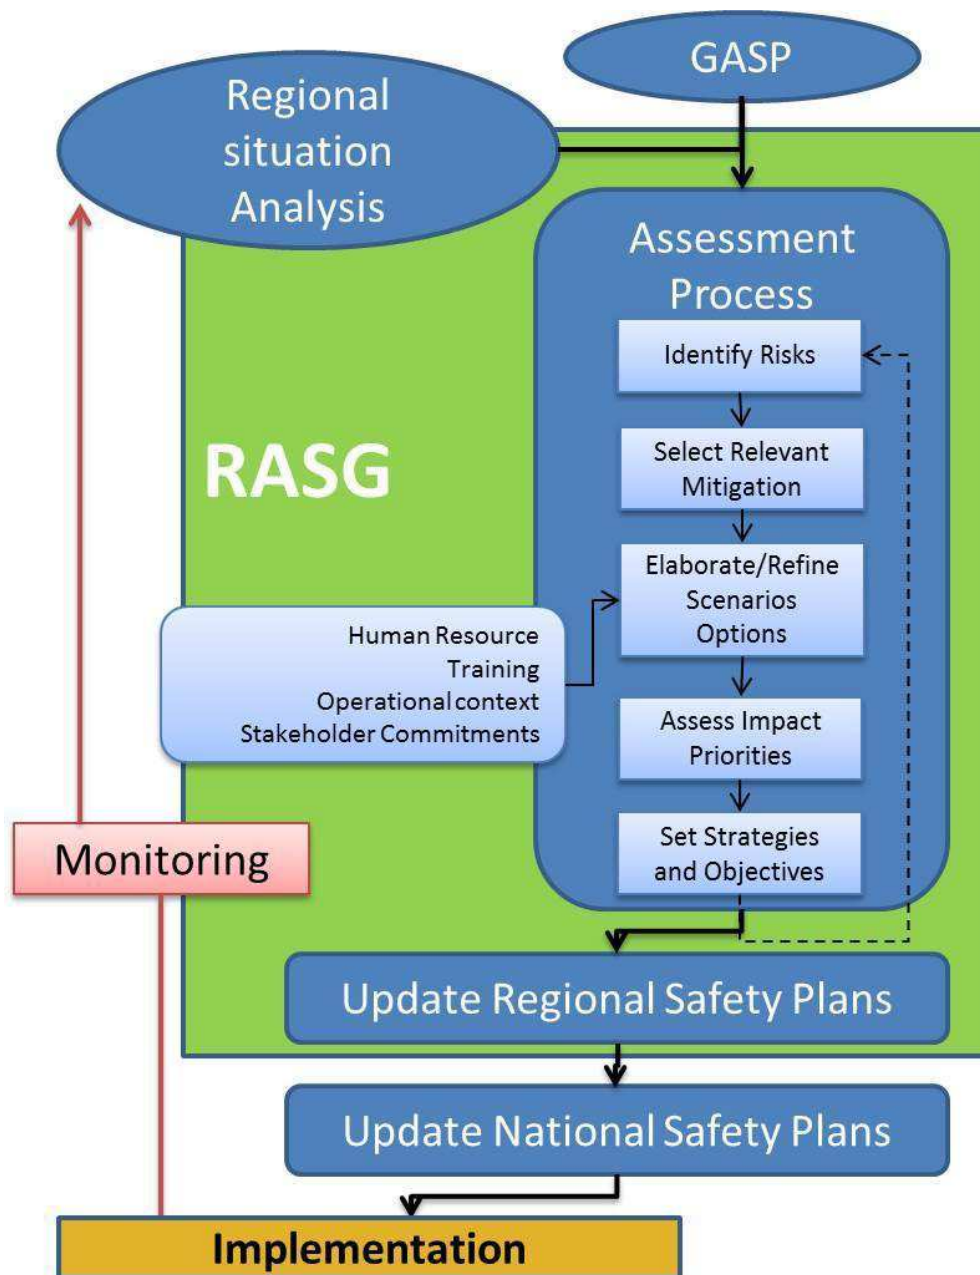 GASP
Regional
situation
Analysis
Assessment
Process
Identify Risks
Select Relevant
Mitigation
RASG
Elaborate/Refine
Scenarios
Options
Human Resource
Training
Operational context
Stakeholder Commitments
Assess Impact
Priorities
Set Strategies
and Objectives
Monitoring
Update Regional Safety Plans
Update National Safety Plans
Implementation